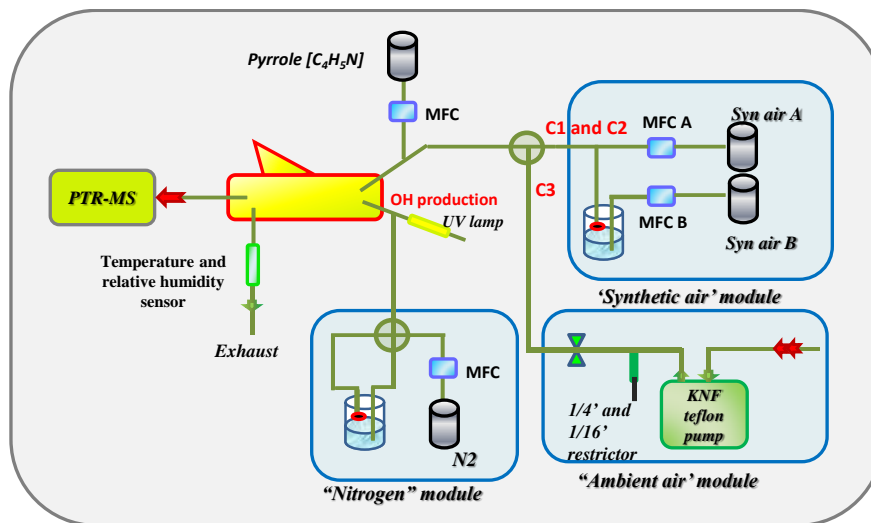 Pyrrole [C₄H₅N]
MFC
C1 and C2
MFC A
Syn air A
C3
MFC B
Syn air B
'Synthetic air' module
PTR-MS
OH production
UV lamp
Temperature and
relative humidity
sensor
Exhaust
MFC
N2
"Nitrogen" module
1/4' and
1/16'
restrictor
KNF
teflon
pump
"Ambient air' module